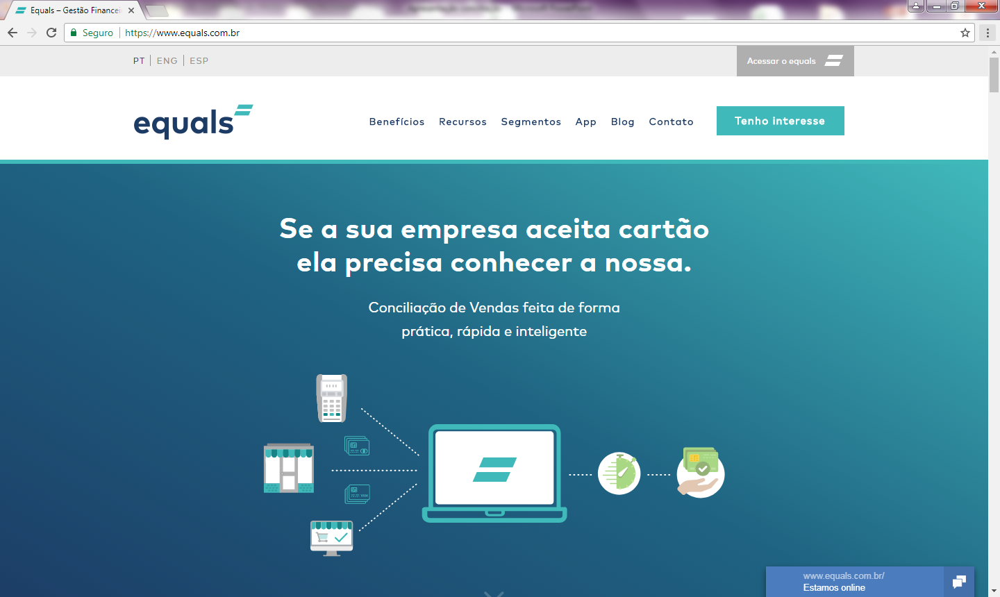 Equals – Gestão Financei
Seguro
https://www.equals.com.br
PT
ENG
ESP
Acessar o equals
equals
Benefícios
Recursos
Segmentos
App
Blog
Contato
Tenho interesse
Se a sua empresa aceita cartão
ela precisa conhecer a nossa.
Conciliação de Vendas feita de forma
prática, rápida e inteligente
VISA
www.equals.com.br/
Estamos online